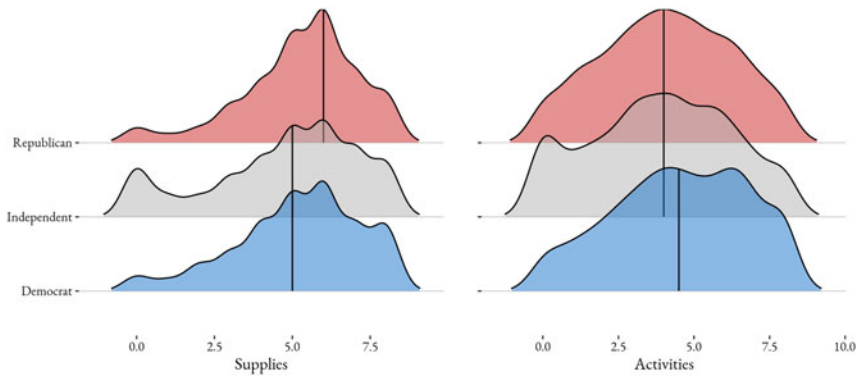 Republican
Independent
Democrat
0.0 2.5 5.0 7.5
Supplies
0.0 2.5 5.0 7.5 10.0
Activities